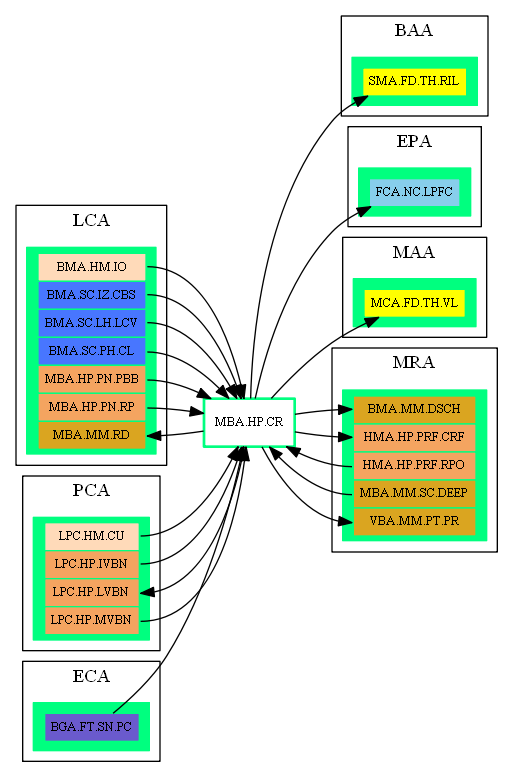 BAA
SMA.FD.TH.RIL
EPA
FCA.NC.LPFC
MAA
MCA.FD.TH.VL
LCA
BMA.HM.IO
BMA.SC.IZ.CBS
BMA.SC.LH.LCV
BMA.SC.PH.CL
MBA.HP.PN.PBB
MBA.HP.PN.RP
MBA.MM.RD
MBA.HP.CR
MRA
BMA.MM.DSCH
HMA.HP.PRF.CRF
HMA.HP.PRF.RPO
MBA.MM.SC.DEEP
VBA.MM.PT.PR
PCA
LPC.HM.CU
LPC.HP.IVBN
LPC.HP.LVBN
LPC.HP.MVBN
ECA
BGA.FT.SN.PC